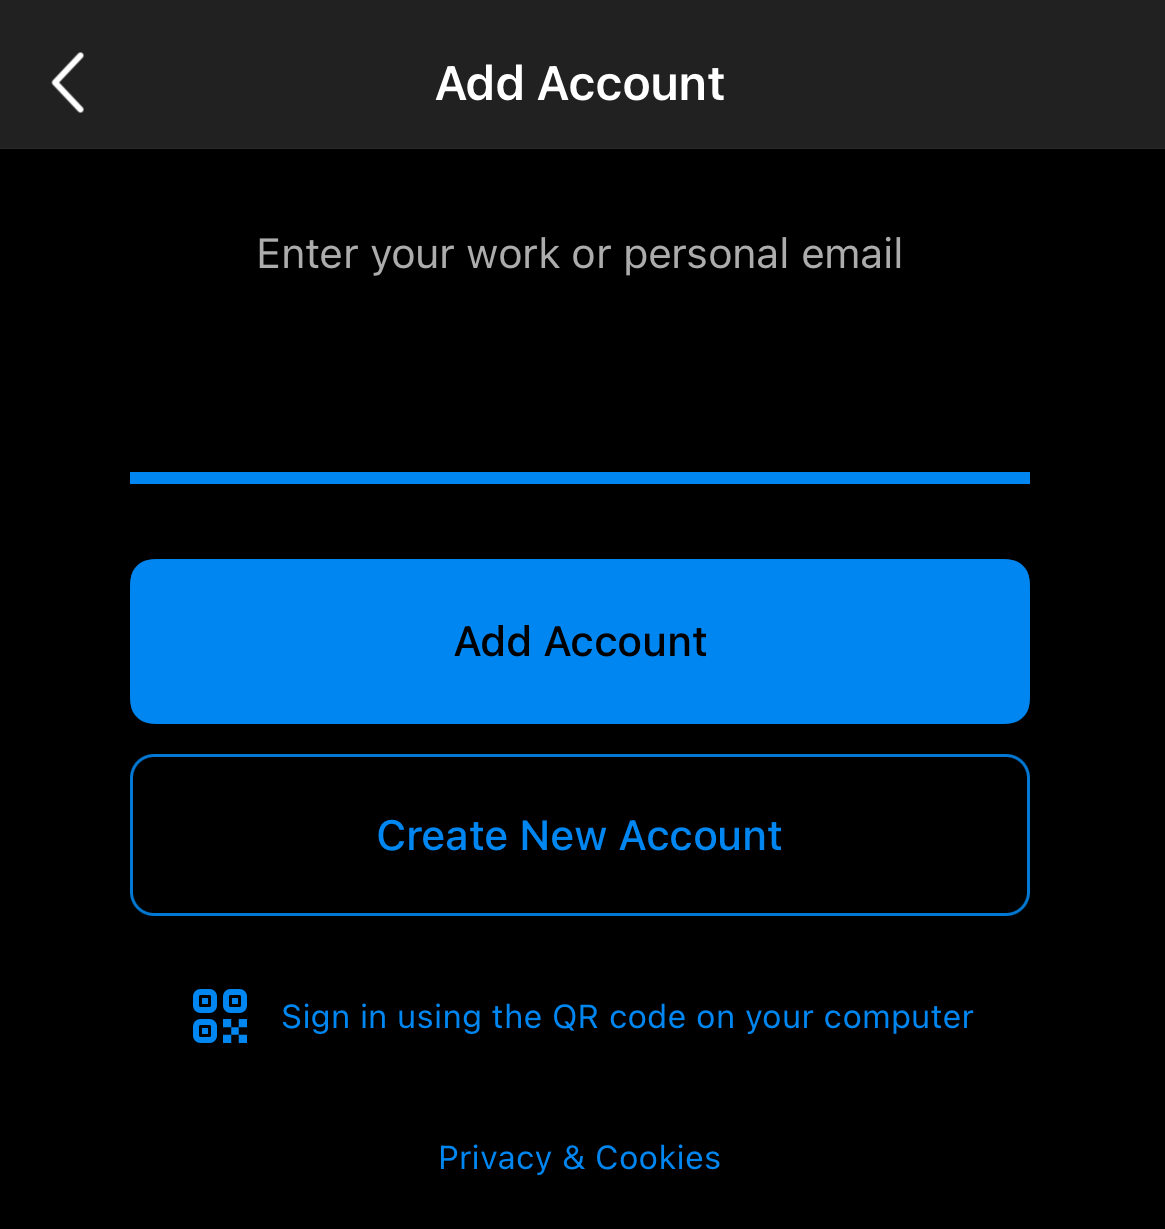 Add Account
Enter your work or personal email
Add Account
Create New Account
Sign in using the QR code on your computer
Privacy & Cookies